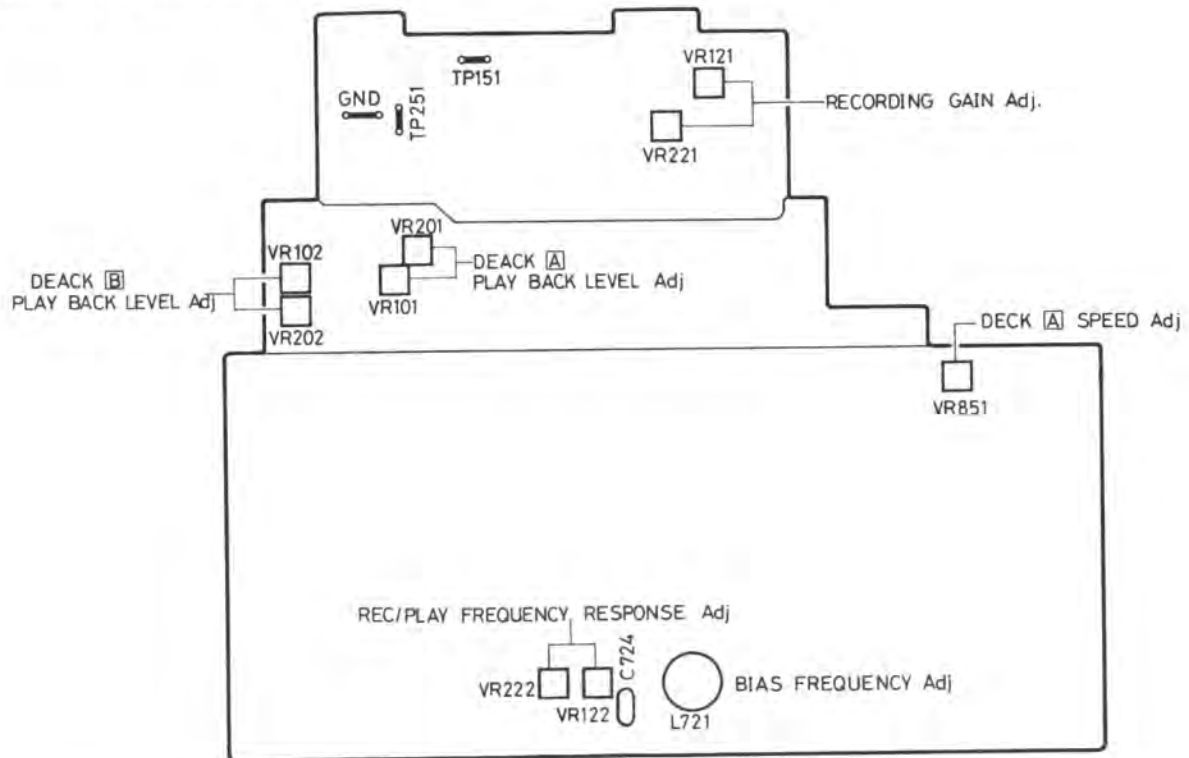 TP151
GND
TP251
VR121
RECORDING GAIN Adj.
VR221
VR201
VR102
DEACK B
PLAY BACK LEVEL Adj
DEACK A
PLAY BACK LEVEL Adj
VR101
VR202
DECK A SPEED Adj
VR851
REC/PLAY FREQUENCY RESPONSE Adj
C724
VR222
VR122
L721
BIAS FREQUENCY Adj